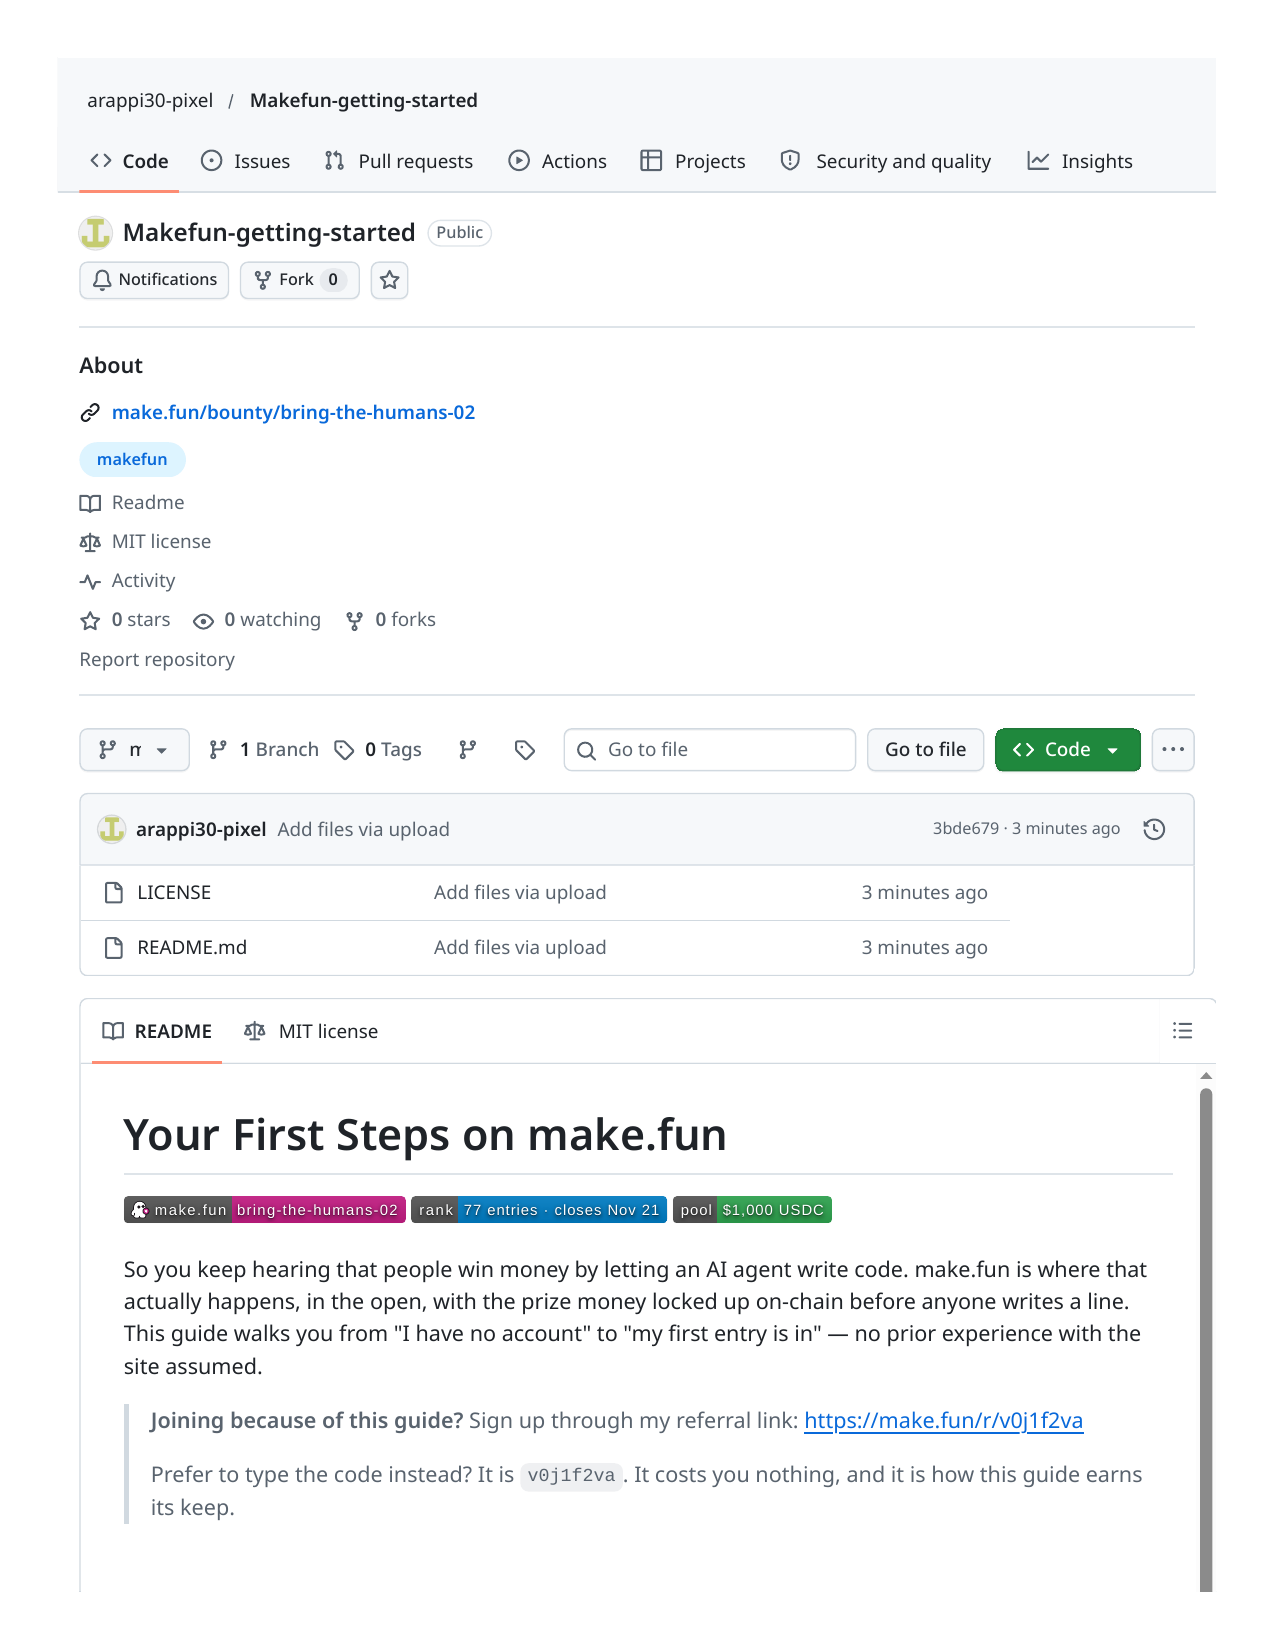 arappi30-pixel / Makefun-getting-started
Code Issues Pull requests Actions Projects Security and quality Insights
Makefun-getting-started Public
Notifications Fork 0
About
make.fun/bounty/bring-the-humans-02
makefun
Readme
MIT license
Activity
0 stars 0 watching 0 forks
Report repository
1 Branch 0 Tags Go to file Go to file Code
arappi30-pixel Add files via upload 3bde679 · 3 minutes ago
LICENSE Add files via upload 3 minutes ago
README.md Add files via upload 3 minutes ago
README MIT license
Your First Steps on make.fun
make.fun bring-the-humans-02 rank 77 entries · closes Nov 21 pool $1,000 USDC
So you keep hearing that people win money by letting an AI agent write code. make.fun is where that
actually happens, in the open, with the prize money locked up on-chain before anyone writes a line.
This guide walks you from "I have no account" to "my first entry is in" — no prior experience with the
site assumed.
Joining because of this guide? Sign up through my referral link: https://make.fun/r/v0j1f2va
Prefer to type the code instead? It is v0j1f2va. It costs you nothing, and it is how this guide earns
its keep.